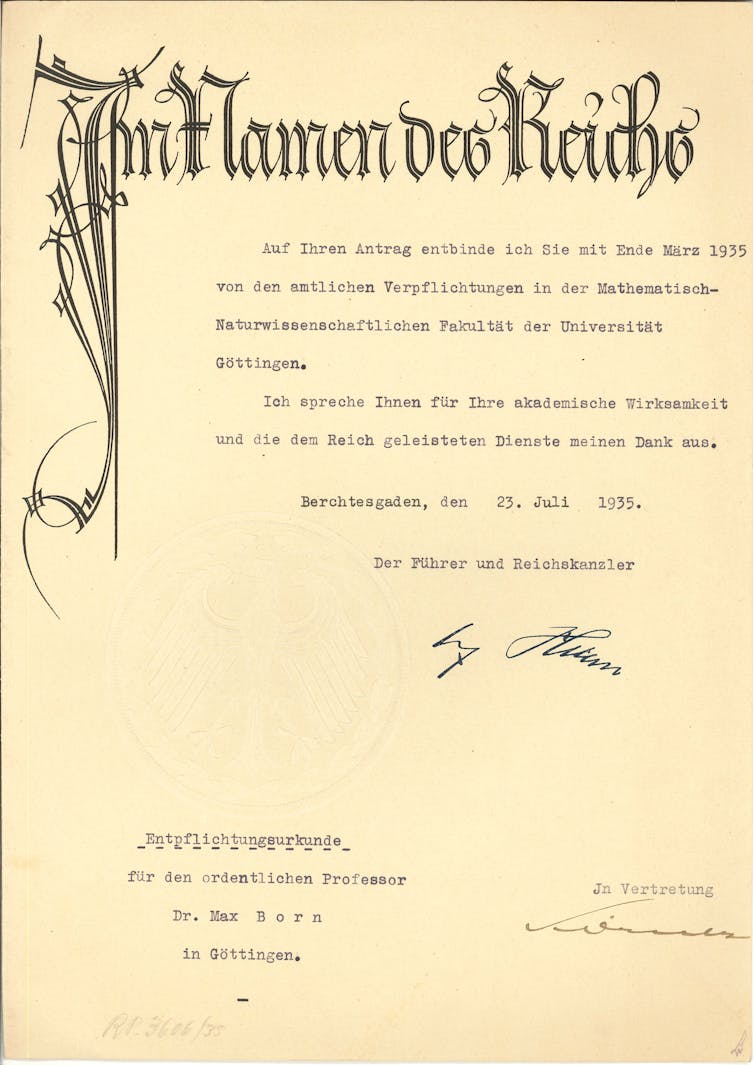 Im Namen des Reichs
Auf Ihren Antrag entbinde ich Sie mit Ende März 1935
von den amtlichen Verpflichtungen in der Mathematisch-
Naturwissenschaftlichen Fakultät der Universität
Göttingen.
Ich spreche Ihnen für Ihre akademische Wirksamkeit
und die dem Reich geleisteten Dienste meinen Dank aus.
Berchtesgaden, den 23. Juli 1935.
Der Führer und Reichskanzler
Entpflichtungsurkunde
für den ordentlichen Professor
Dr. Max B o r n
in Göttingen.
Jn Vertretung
RP. 3606/35